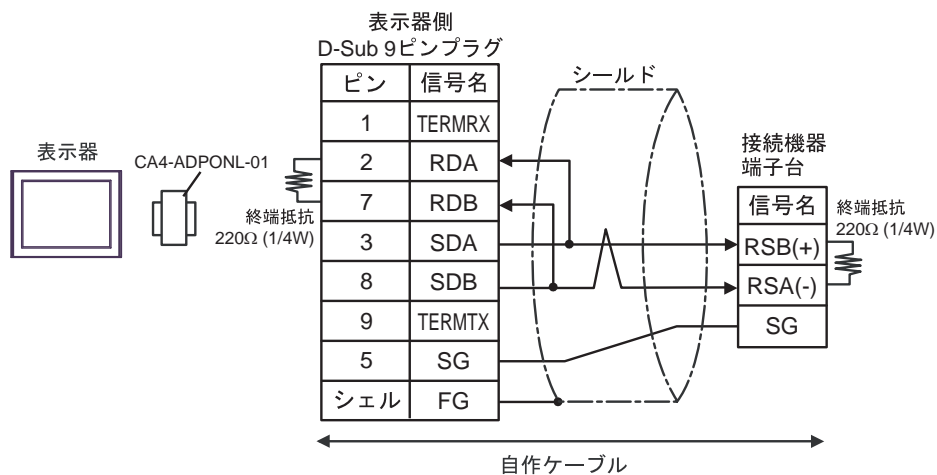 表示器側
D-Sub 9ピンプラグ
ピン 信号名
1 TERMRX
2 RDA
7 RDB
3 SDA
8 SDB
9 TERMTX
5 SG
シェル FG
表示器
CA4-ADPONL-01
終端抵抗
220Ω (1/4W)
シールド
接続機器
端子台
信号名
RSB(+)
RSA(-)
SG
終端抵抗
220Ω (1/4W)
自作ケーブル